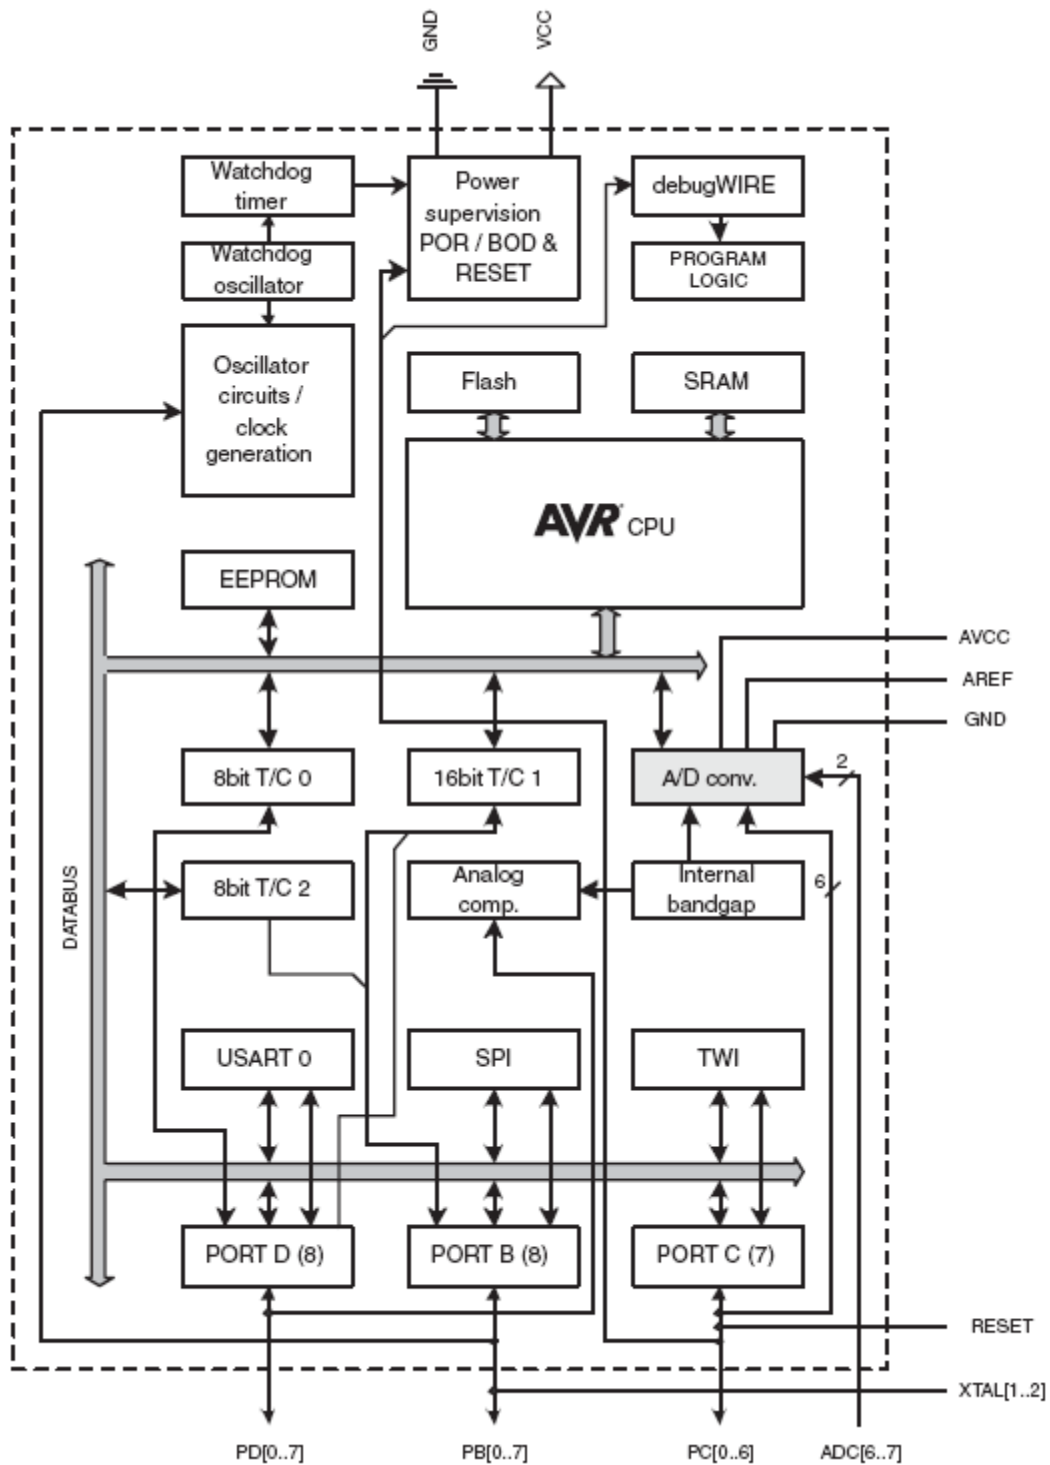 GND
VCC
Watchdog
timer
Power
supervision
POR / BOD &
RESET
debugWIRE
Watchdog
oscillator
PROGRAM
LOGIC
Oscillator
circuits /
clock
generation
Flash
SRAM
AVR® CPU
EEPROM
AVCC
AREF
GND
8bit T/C 0
16bit T/C 1
A/D conv.
2
DATABUS
8bit T/C 2
Analog
comp.
Internal
bandgap
6
USART 0
SPI
TWI
PORT D (8)
PORT B (8)
PORT C (7)
RESET
XTAL[1..2]
PD[0..7]
PB[0..7]
PC[0..6]
ADC[6..7]